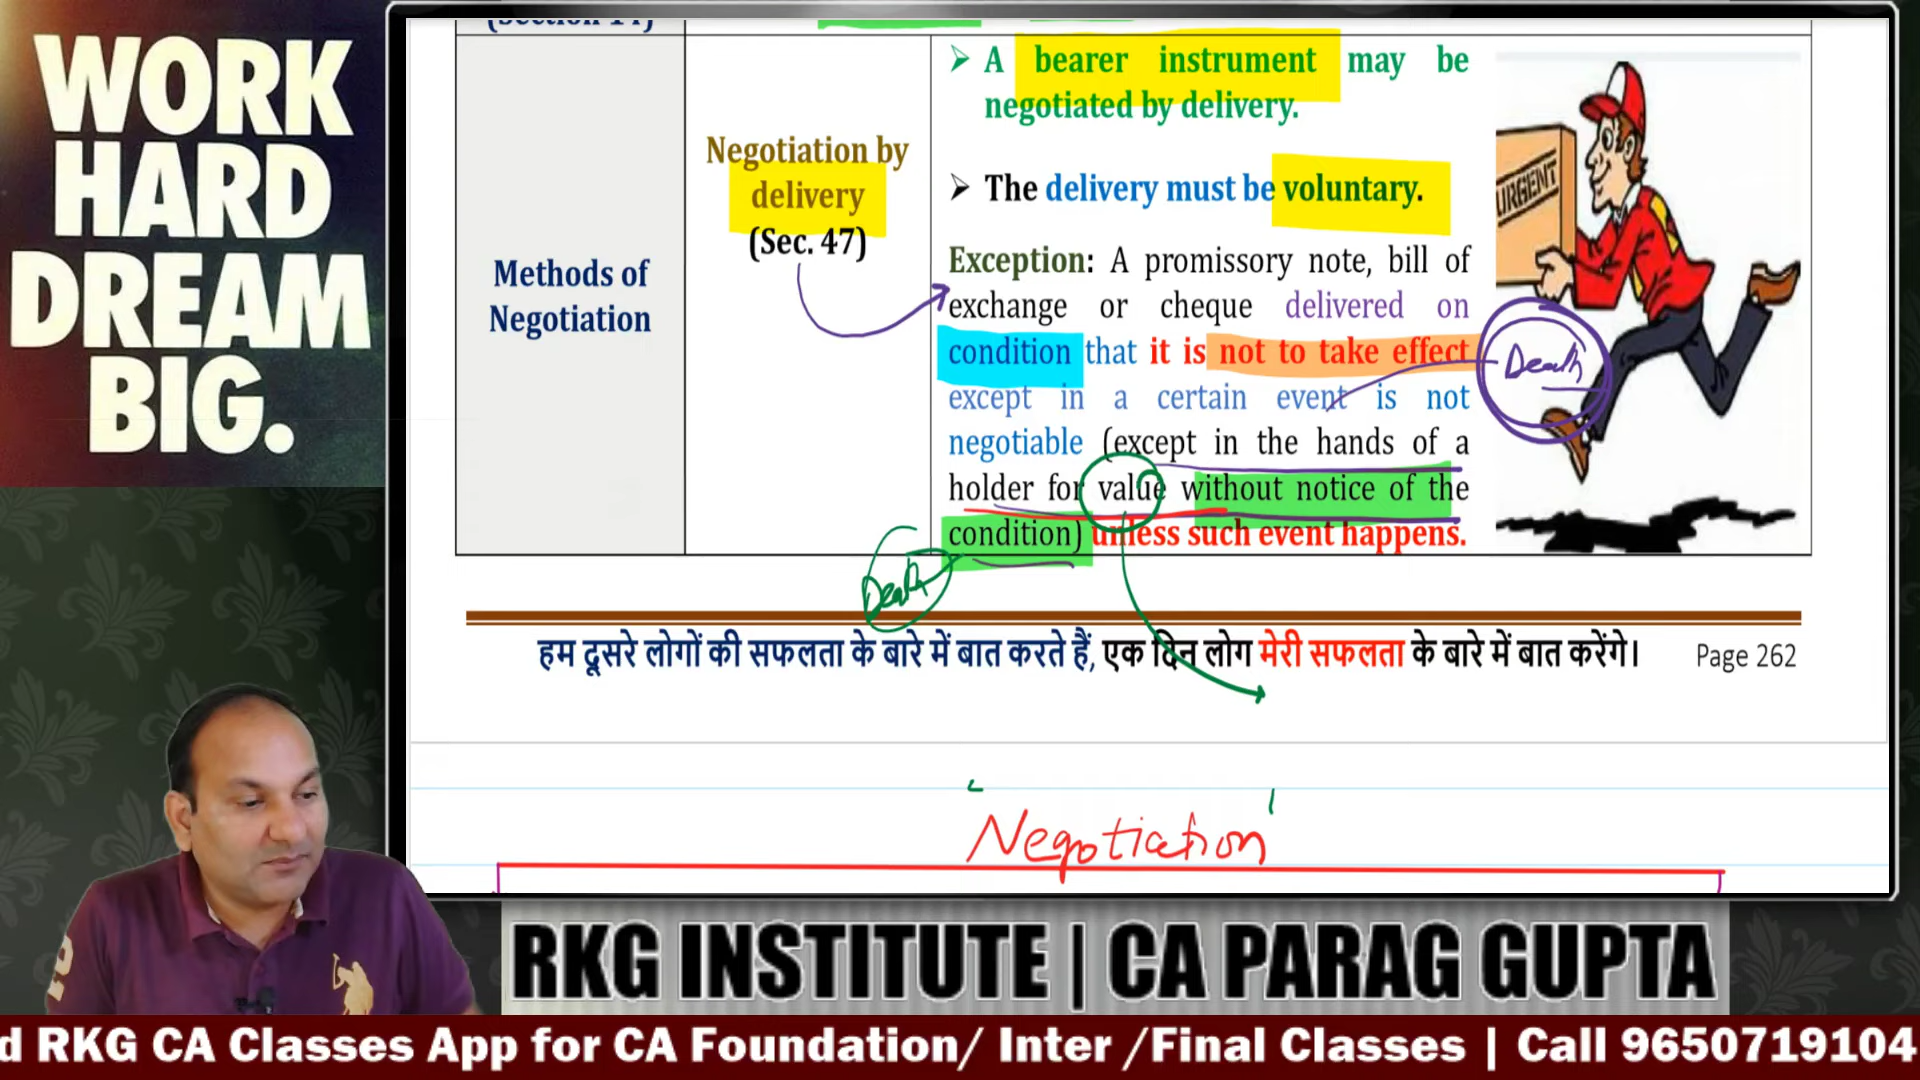 WORK
HARD
DREAM
BIG.
Methods of
Negotiation
Negotiation by
delivery
(Sec. 47)
➢ A bearer instrument may be
negotiated by delivery.
➢ The delivery must be voluntary.
Exception: A promissory note, bill of
exchange or cheque delivered on
condition that it is not to take effect
except in a certain event is not
negotiable (except in the hands of a
holder for value without notice of the
condition) unless such event happens.
URGENT
Death
Death
हम दूसरे लोगों की सफलता के बारे में बात करते हैं, एक दिन लोग मेरी सफलता के बारे में बात करेंगे।
Page 262
Negotiation
RKG INSTITUTE | CA PARAG GUPTA
d RKG CA Classes App for CA Foundation/ Inter /Final Classes | Call 9650719104